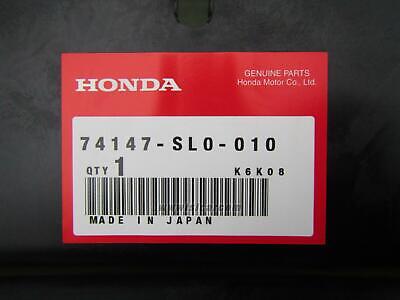 HONDA
GENUINE PARTS
Honda Motor Co., Ltd.
74147-SL0-010
QTY 1 K6K08
MADE IN JAPAN